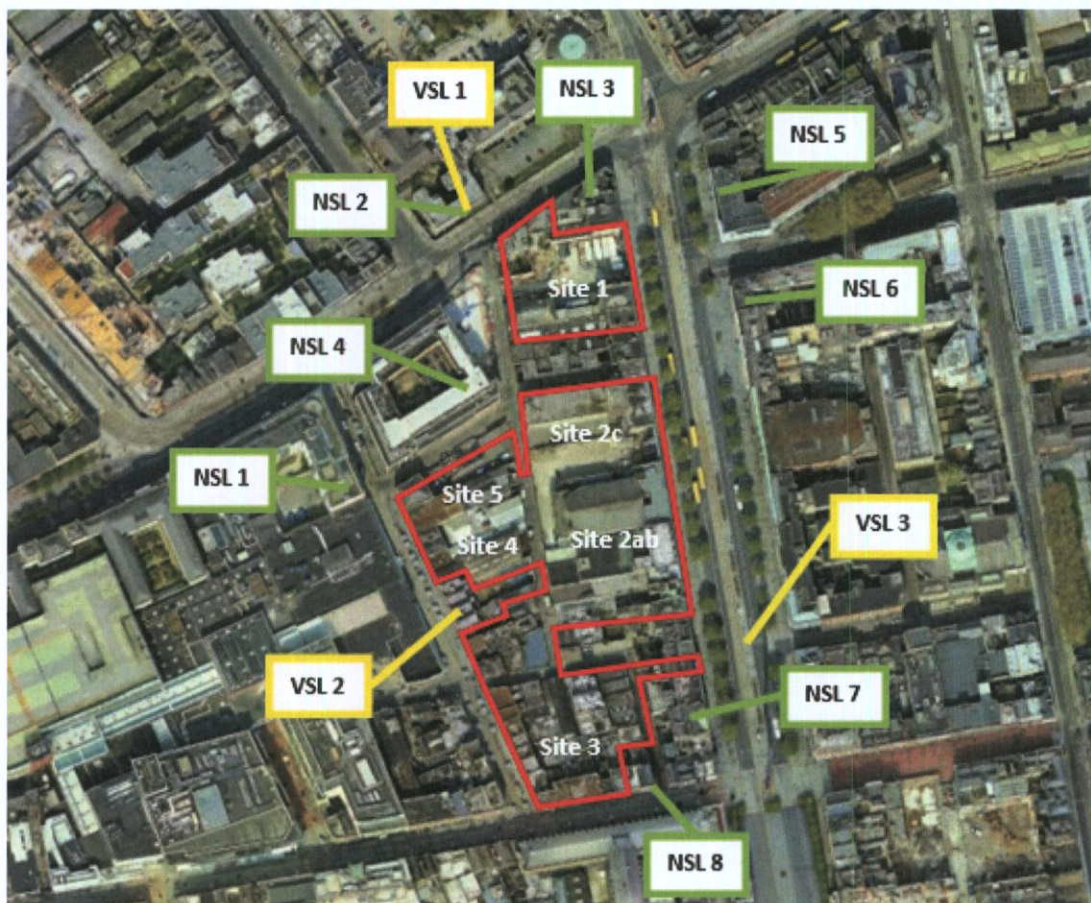 VSL 1
NSL 3
NSL 5
NSL 2
Site 1
NSL 6
NSL 4
Site 2c
NSL 1
Site 5
Site 4
Site 2ab
VSL 3
VSL 2
NSL 7
Site 3
NSL 8